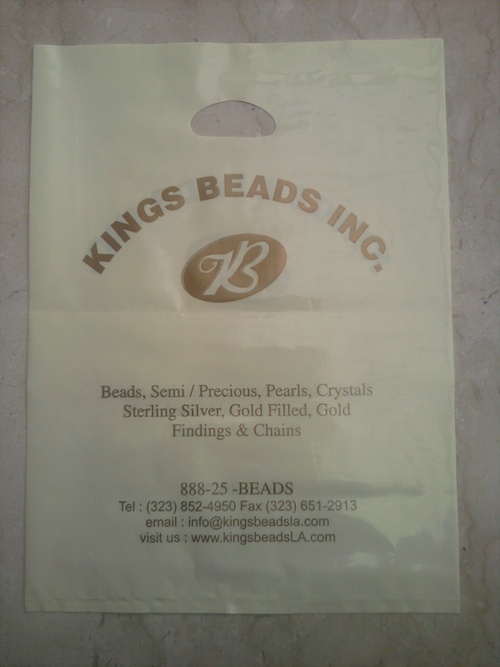 KINGS BEADS INC.
KB
Beads, Semi / Precious, Pearls, Crystals
Sterling Silver, Gold Filled, Gold
Findings & Chains
888-25 -BEADS
Tel : (323) 852-4950 Fax (323) 651-2913
email : info@kingsbeadsla.com
visit us : www.kingsbeadsLA.com